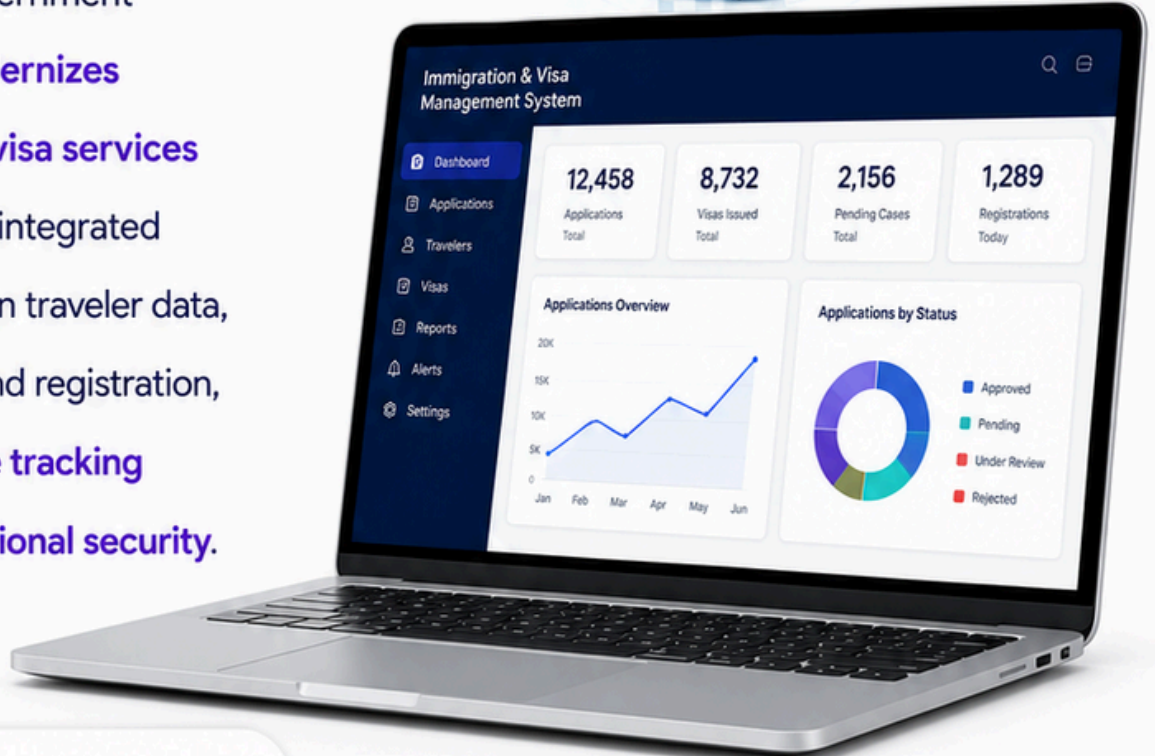 ernizes
visa services
integrated
n traveler data,
nd registration,
e tracking
ional security.
Immigration & Visa
Management System
Dashboard
Applications
Travelers
Visas
Reports
Alerts
Settings
12,458
Applications
Total
8,732
Visas Issued
Total
2,156
Pending Cases
Total
1,289
Registrations
Today
Applications Overview
20K
15K
10K
5K
0
Jan Feb Mar Apr May Jun
Applications by Status
Approved
Pending
Under Review
Rejected